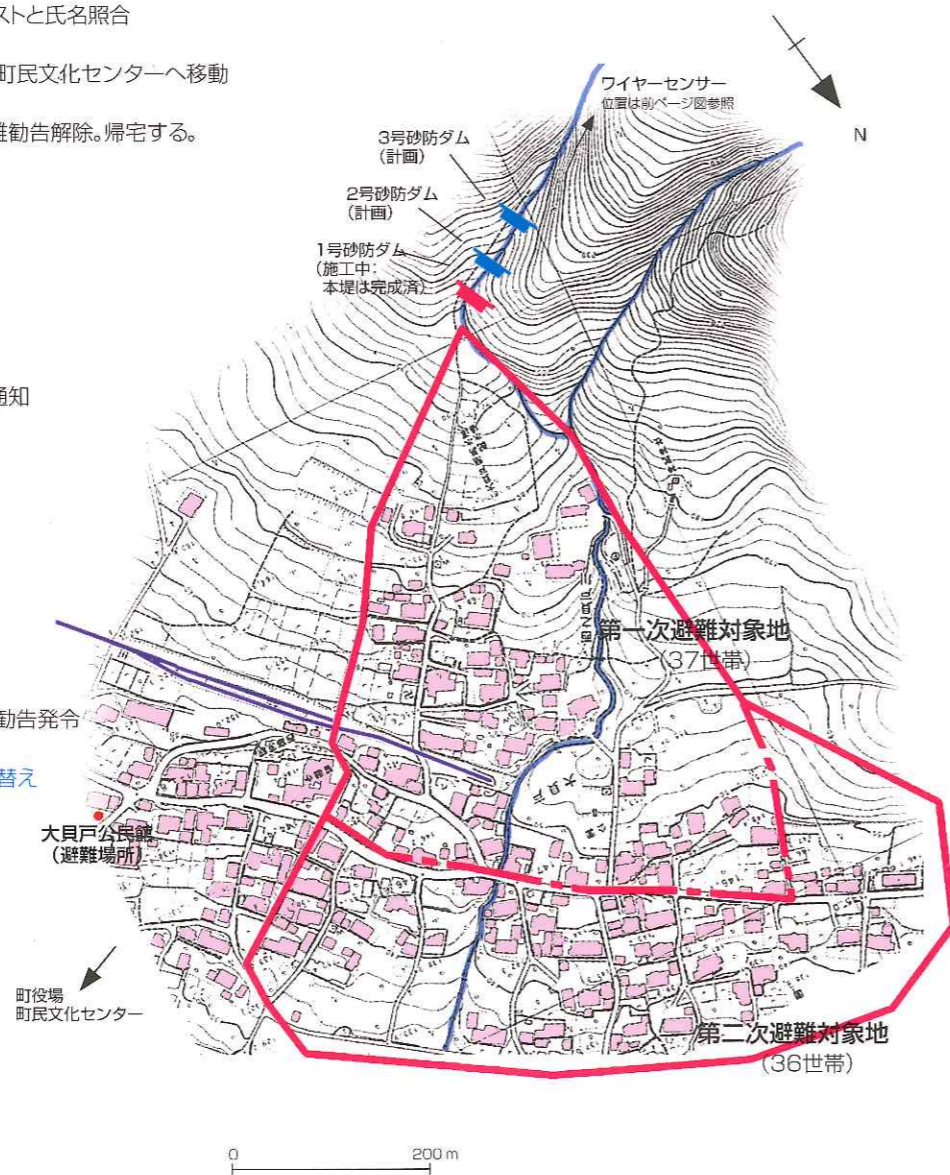 ストと氏名照合
町民文化センターへ移動
難勧告解除。帰宅する。
通知
勧告発令
替え
N
ワイヤーセンサー
位置は前ページ図参照
3号砂防ダム
(計画)
2号砂防ダム
(計画)
1号砂防ダム
(施工中:
本堤は完成済)
第一次避難対象地
(37世帯)
大貝戸
大貝戸公民館
(避難場所)
町役場
町民文化センター
第二次避難対象地
(36世帯)
0 200m